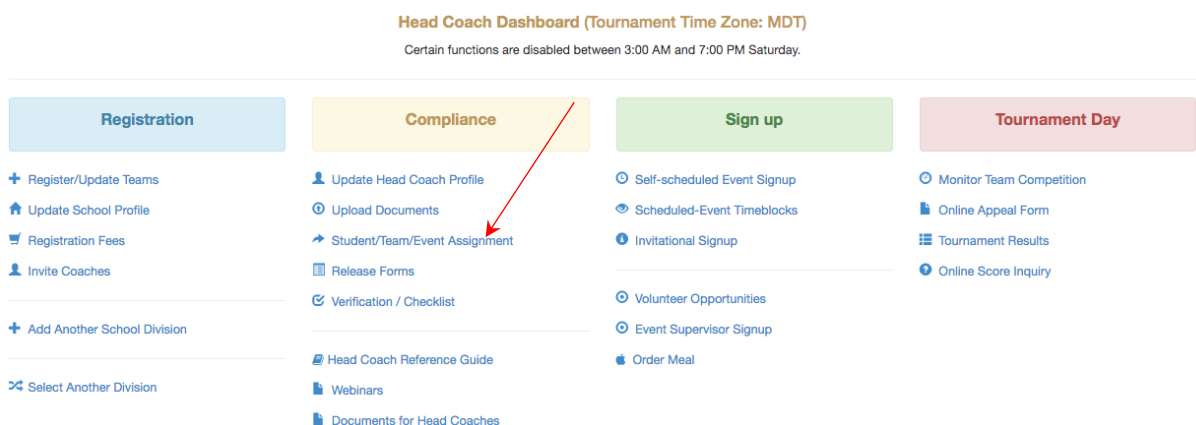 Head Coach Dashboard (Tournament Time Zone: MDT)
Certain functions are disabled between 3:00 AM and 7:00 PM Saturday.
Registration
Register/Update Teams
Update School Profile
Registration Fees
Invite Coaches
Add Another School Division
Select Another Division
Compliance
Update Head Coach Profile
Upload Documents
Student/Team/Event Assignment
Release Forms
Verification / Checklist
Head Coach Reference Guide
Webinars
Documents for Head Coaches
Sign up
Self-scheduled Event Signup
Scheduled-Event Timeblocks
Invitational Signup
Volunteer Opportunities
Event Supervisor Signup
Order Meal
Tournament Day
Monitor Team Competition
Online Appeal Form
Tournament Results
Online Score Inquiry